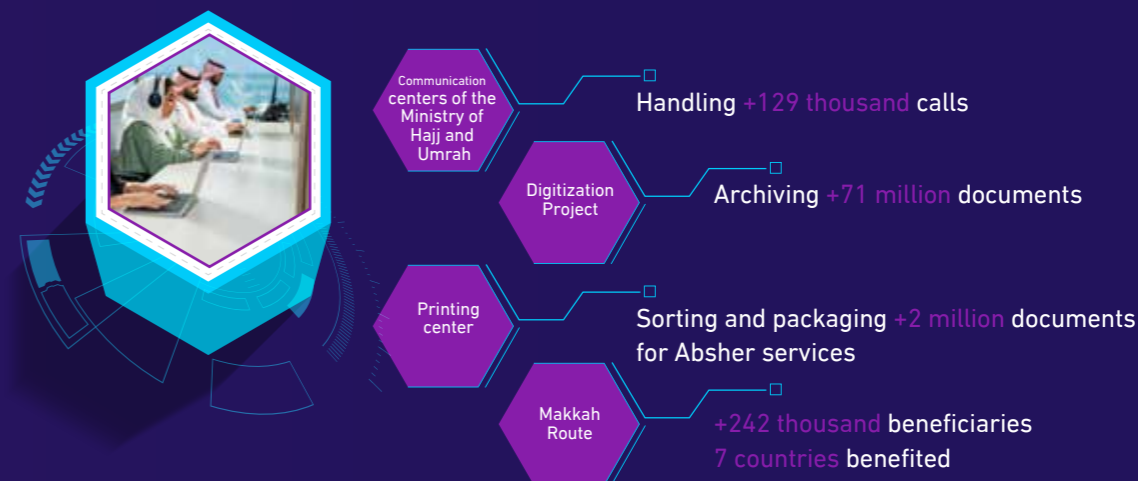 Communication
centers of the
Ministry of
Hajj and
Umrah
Handling +129 thousand calls
Digitization
Project
Archiving +71 million documents
Printing
center
Sorting and packaging +2 million documents
for Absher services
Makkah
Route
+242 thousand beneficiaries
7 countries benefited